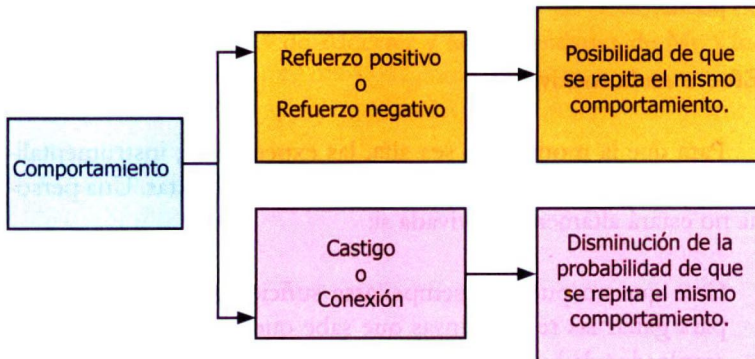 Refuerzo positivo
o
Refuerzo negativo
Posibilidad de que
se repita el mismo
comportamiento.
Comportamiento
Castigo
o
Conexión
Disminución de la
probabilidad de que
se repita el mismo
comportamiento.